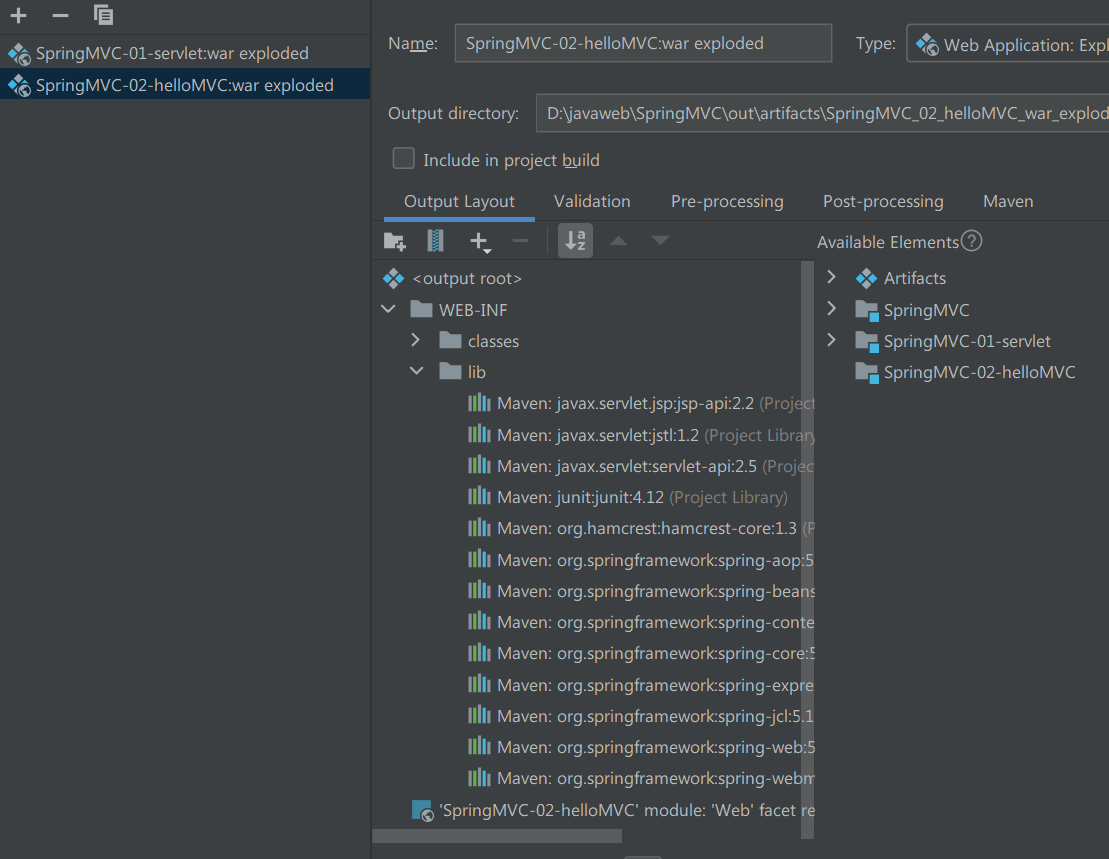 SpringMVC-01-servlet:war exploded
SpringMVC-02-helloMVC:war exploded
Name: SpringMVC-02-helloMVC:war exploded Type: Web Application: Expl
Output directory: D:\javaweb\SpringMVC\out\artifacts\SpringMVC_02_helloMVC_war_explod
Include in project build
Output Layout Validation Pre-processing Post-processing Maven
Available Elements
<output root>
WEB-INF
classes
lib
Maven: javax.servlet.jsp:jsp-api:2.2 (Project
Maven: javax.servlet:jstl:1.2 (Project Library
Maven: javax.servlet:servlet-api:2.5 (Projec
Maven: junit:junit:4.12 (Project Library)
Maven: org.hamcrest:hamcrest-core:1.3 (P
Maven: org.springframework:spring-aop:5
Maven: org.springframework:spring-beans
Maven: org.springframework:spring-conte
Maven: org.springframework:spring-core:5
Maven: org.springframework:spring-expre
Maven: org.springframework:spring-jcl:5.1
Maven: org.springframework:spring-web:5
Maven: org.springframework:spring-webm
'SpringMVC-02-helloMVC' module: 'Web' facet re
Artifacts
SpringMVC
SpringMVC-01-servlet
SpringMVC-02-helloMVC